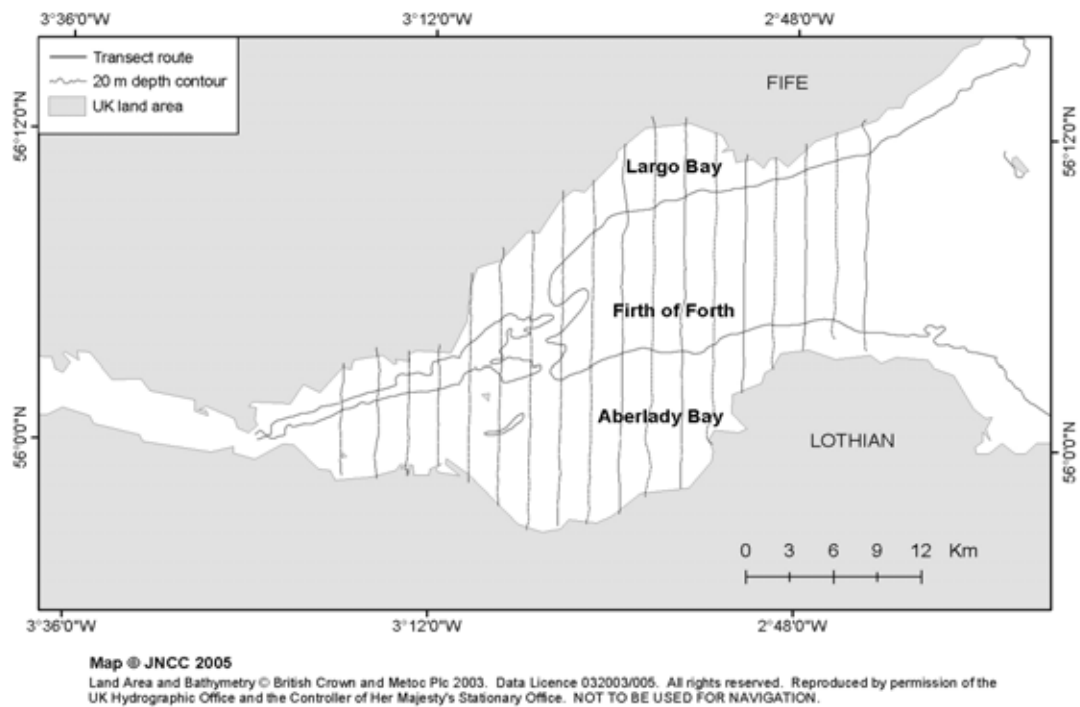 3°36'0"W 3°12'0"W 2°48'0"W
Transect route
20 m depth contour
UK land area
FIFE
56°12'0"N 56°12'0"N
Largo Bay
Firth of Forth
Aberlady Bay
LOTHIAN
56°0'0"N 56°0'0"N
0 3 6 9 12 Km
3°36'0"W 3°12'0"W 2°48'0"W
Map © JNCC 2005
Land Area and Bathymetry © British Crown and Metoc Plc 2003. Data Licence 032003/005. All rights reserved. Reproduced by permission of the
UK Hydrographic Office and the Controller of Her Majesty's Stationary Office. NOT TO BE USED FOR NAVIGATION.